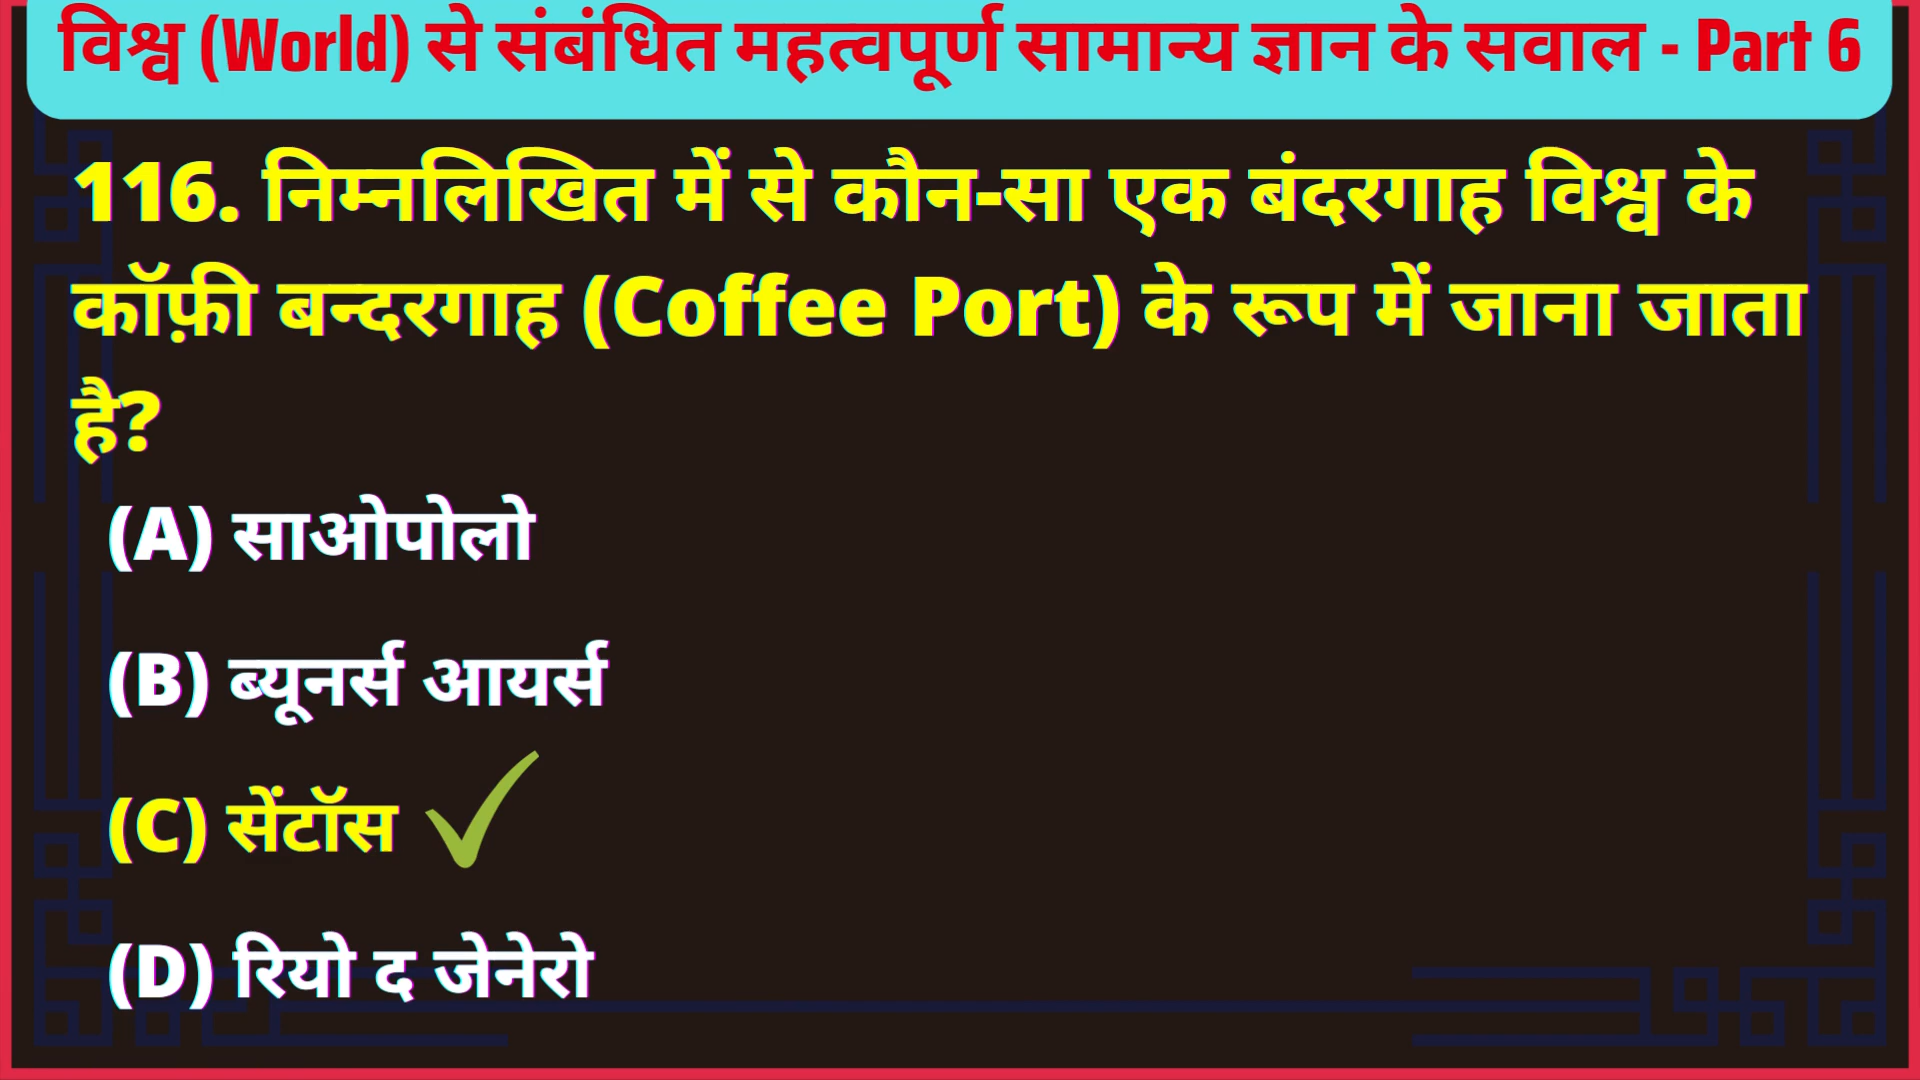 विश्व (World) से संबंधित महत्वपूर्ण सामान्य ज्ञान के सवाल - Part 6
116. निम्नलिखित में से कौन-सा एक बंदरगाह विश्व के
कॉफ़ी बन्दरगाह (Coffee Port) के रूप में जाना जाता
है?
(A) साओपोलो
(B) ब्यूनर्स आयर्स
(C) सेंटॉस
(D) रियो द जेनेरो